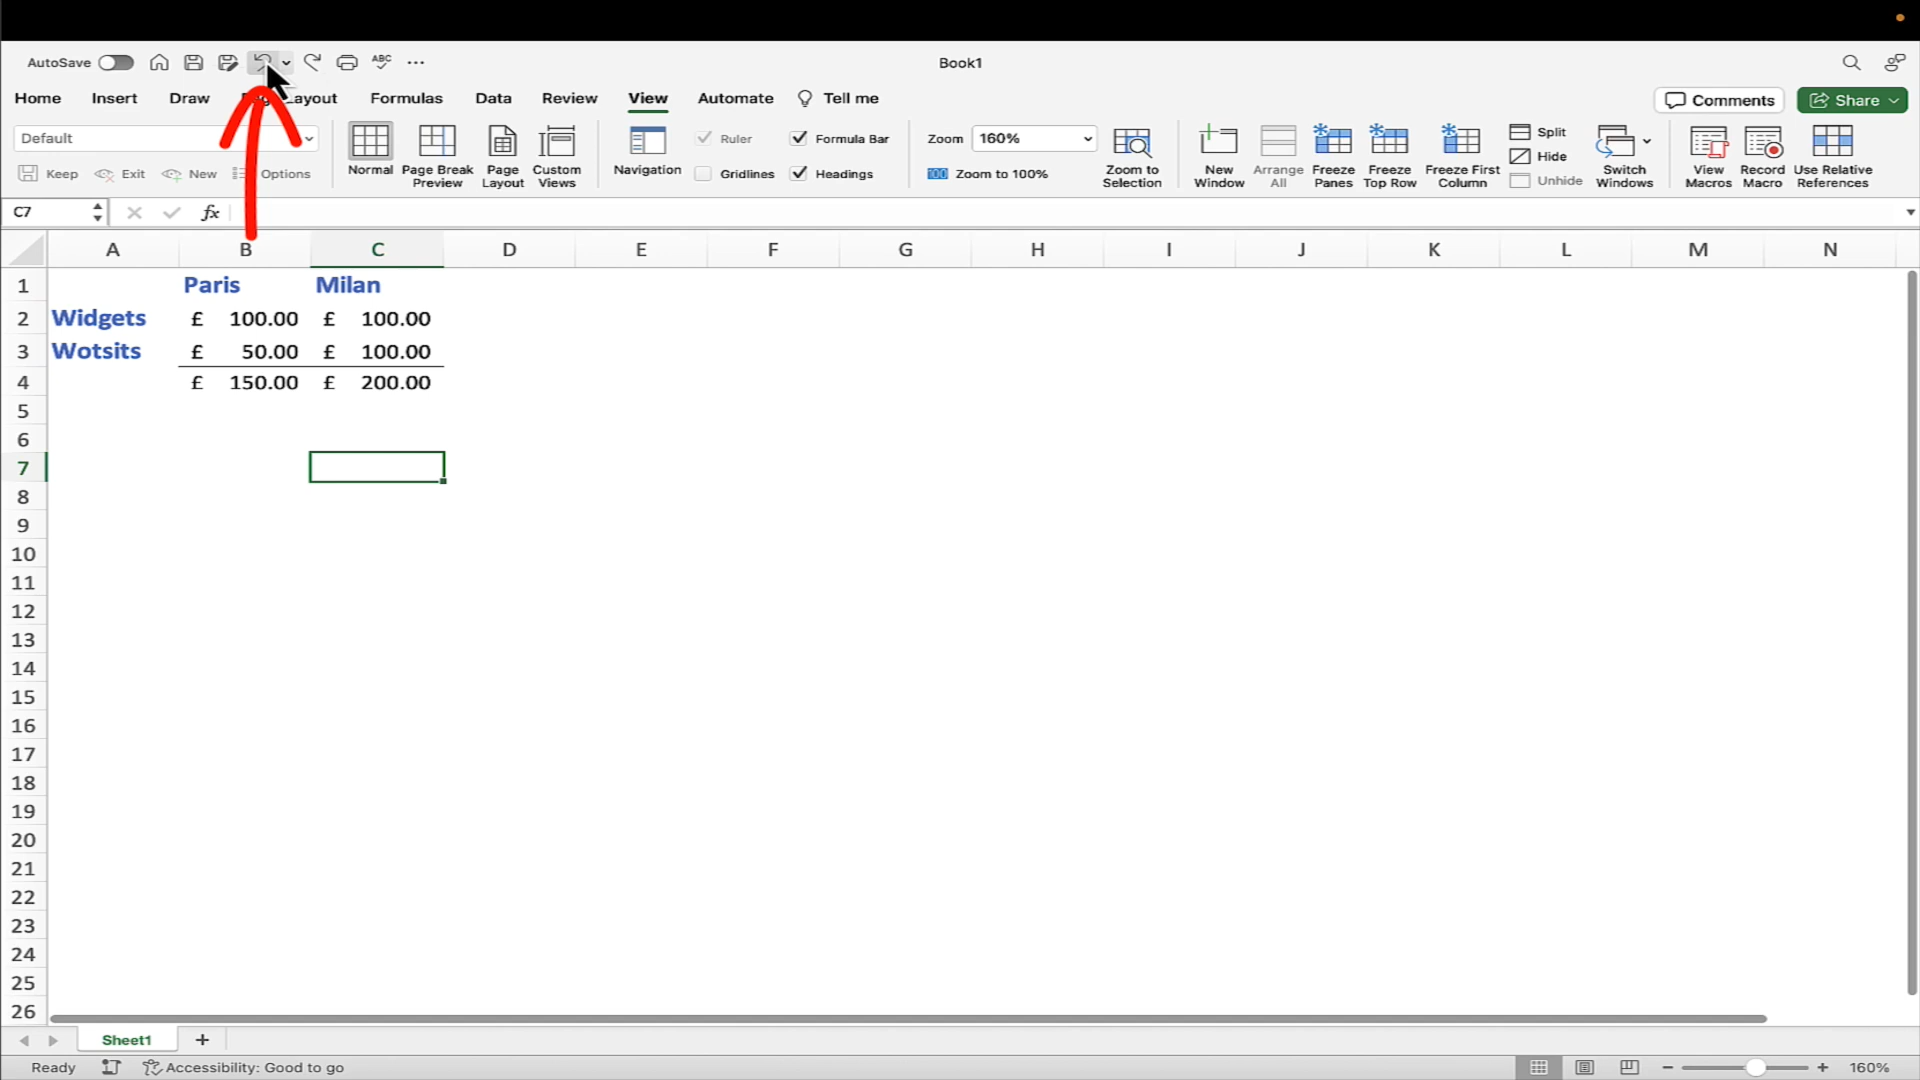 AutoSave ABC ... Book1
Home Insert Draw Page Layout Formulas Data Review View Automate Tell me Comments Share
Default Ruler Formula Bar Zoom 160% Split
Keep Exit New Options Gridlines Headings 100 Zoom to 100% Hide
Normal Page Break Preview Page Layout Custom Views Navigation Zoom to Selection New Window Arrange All Freeze Panes Freeze Top Row Freeze First Column Unhide Switch Windows View Macros Record Macro Use Relative References
C7 fx
A B C D E F G H I J K L M N
1 Paris Milan
2 Widgets £ 100.00 £ 100.00
3 Wotsits £ 50.00 £ 100.00
4 £ 150.00 £ 200.00
5
6
7
8
9
10
11
12
13
14
15
16
17
18
19
20
21
22
23
24
25
26
Sheet1 +
Ready Accessibility: Good to go − + 160%